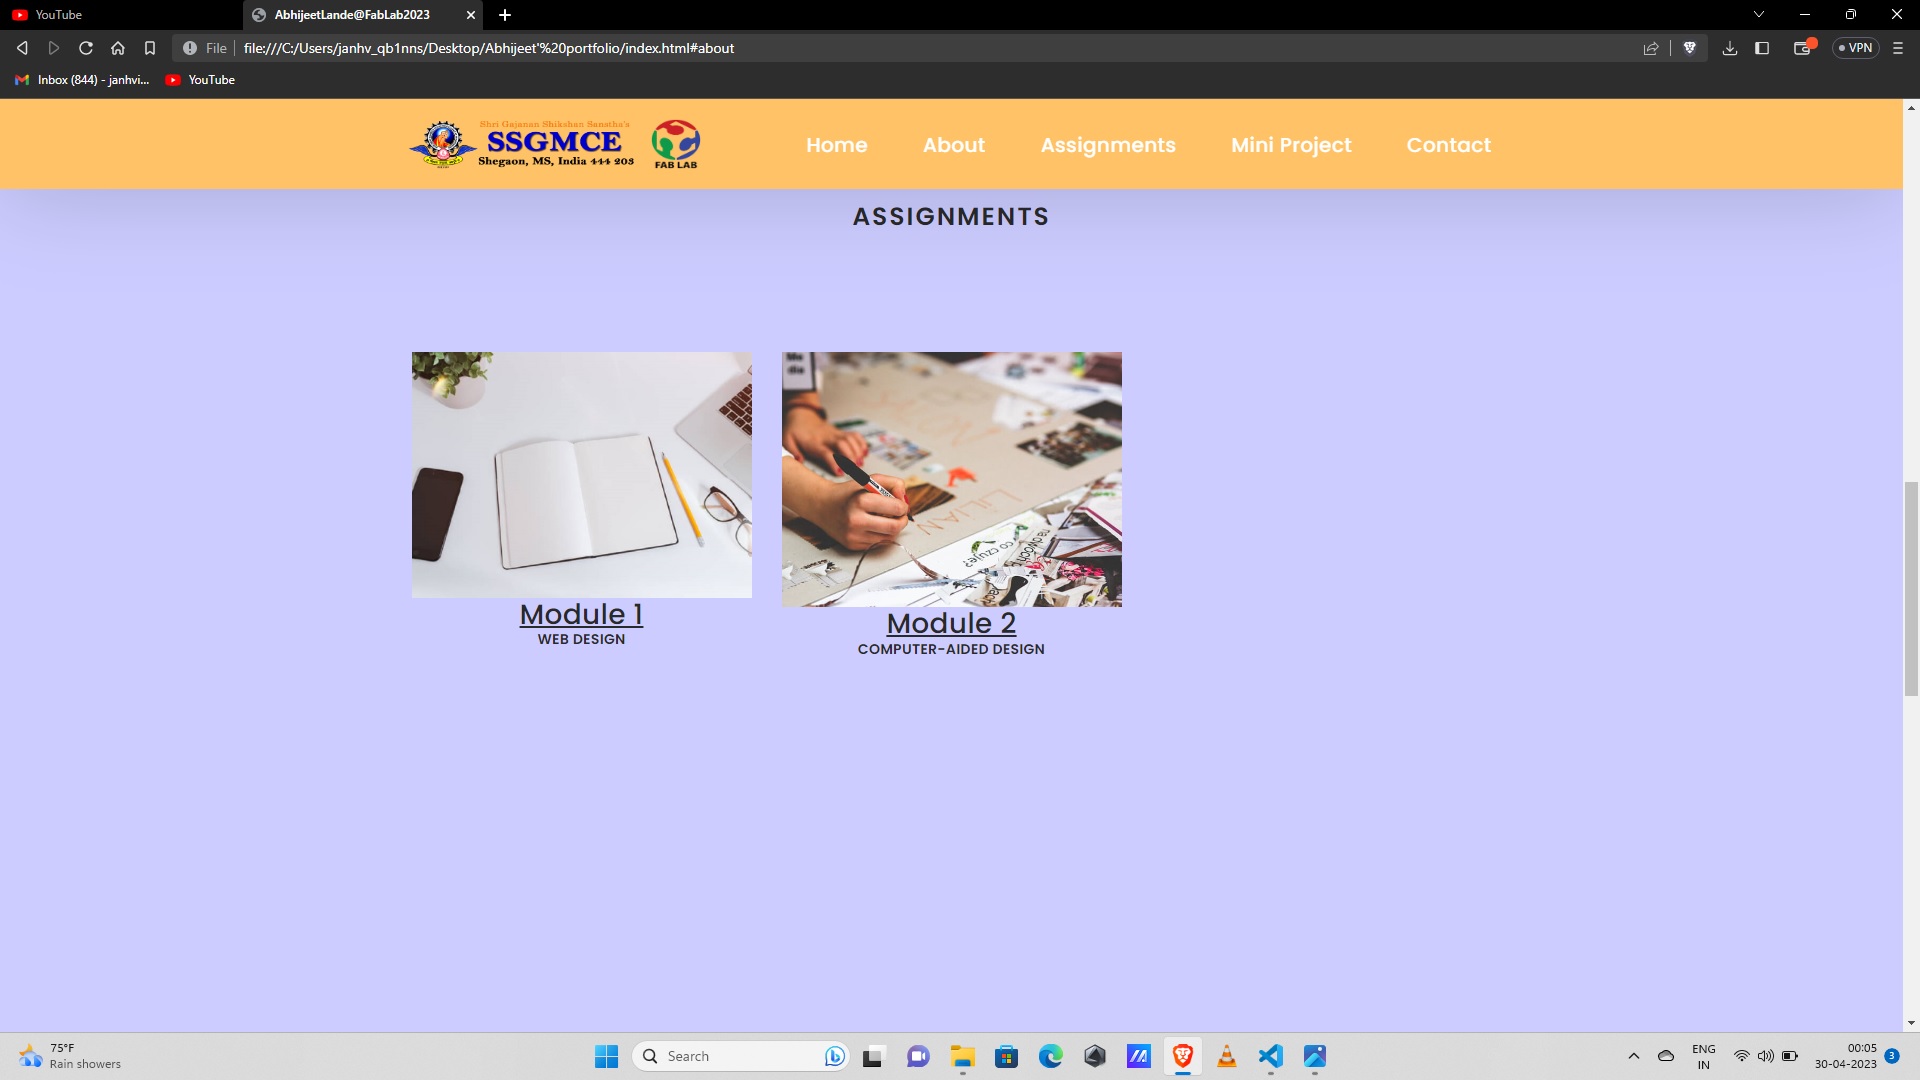 YouTube
AbhijeetLande@FabLab2023
File
file:///C:/Users/janhv_qb1nns/Desktop/Abhijeet'%20portfolio/index.html#about
VPN
Inbox (844) - janhvi...
YouTube
Shri Gajanan Shikshan Sanstha's
SSGMCE
Shegaon, MS, India 444 203
FAB LAB
Home
About
Assignments
Mini Project
Contact
ASSIGNMENTS
LILIAN
co czuje?
Module 1
WEB DESIGN
Module 2
COMPUTER-AIDED DESIGN
75°F
Rain showers
Search
ENG
IN
00:05
30-04-2023
3